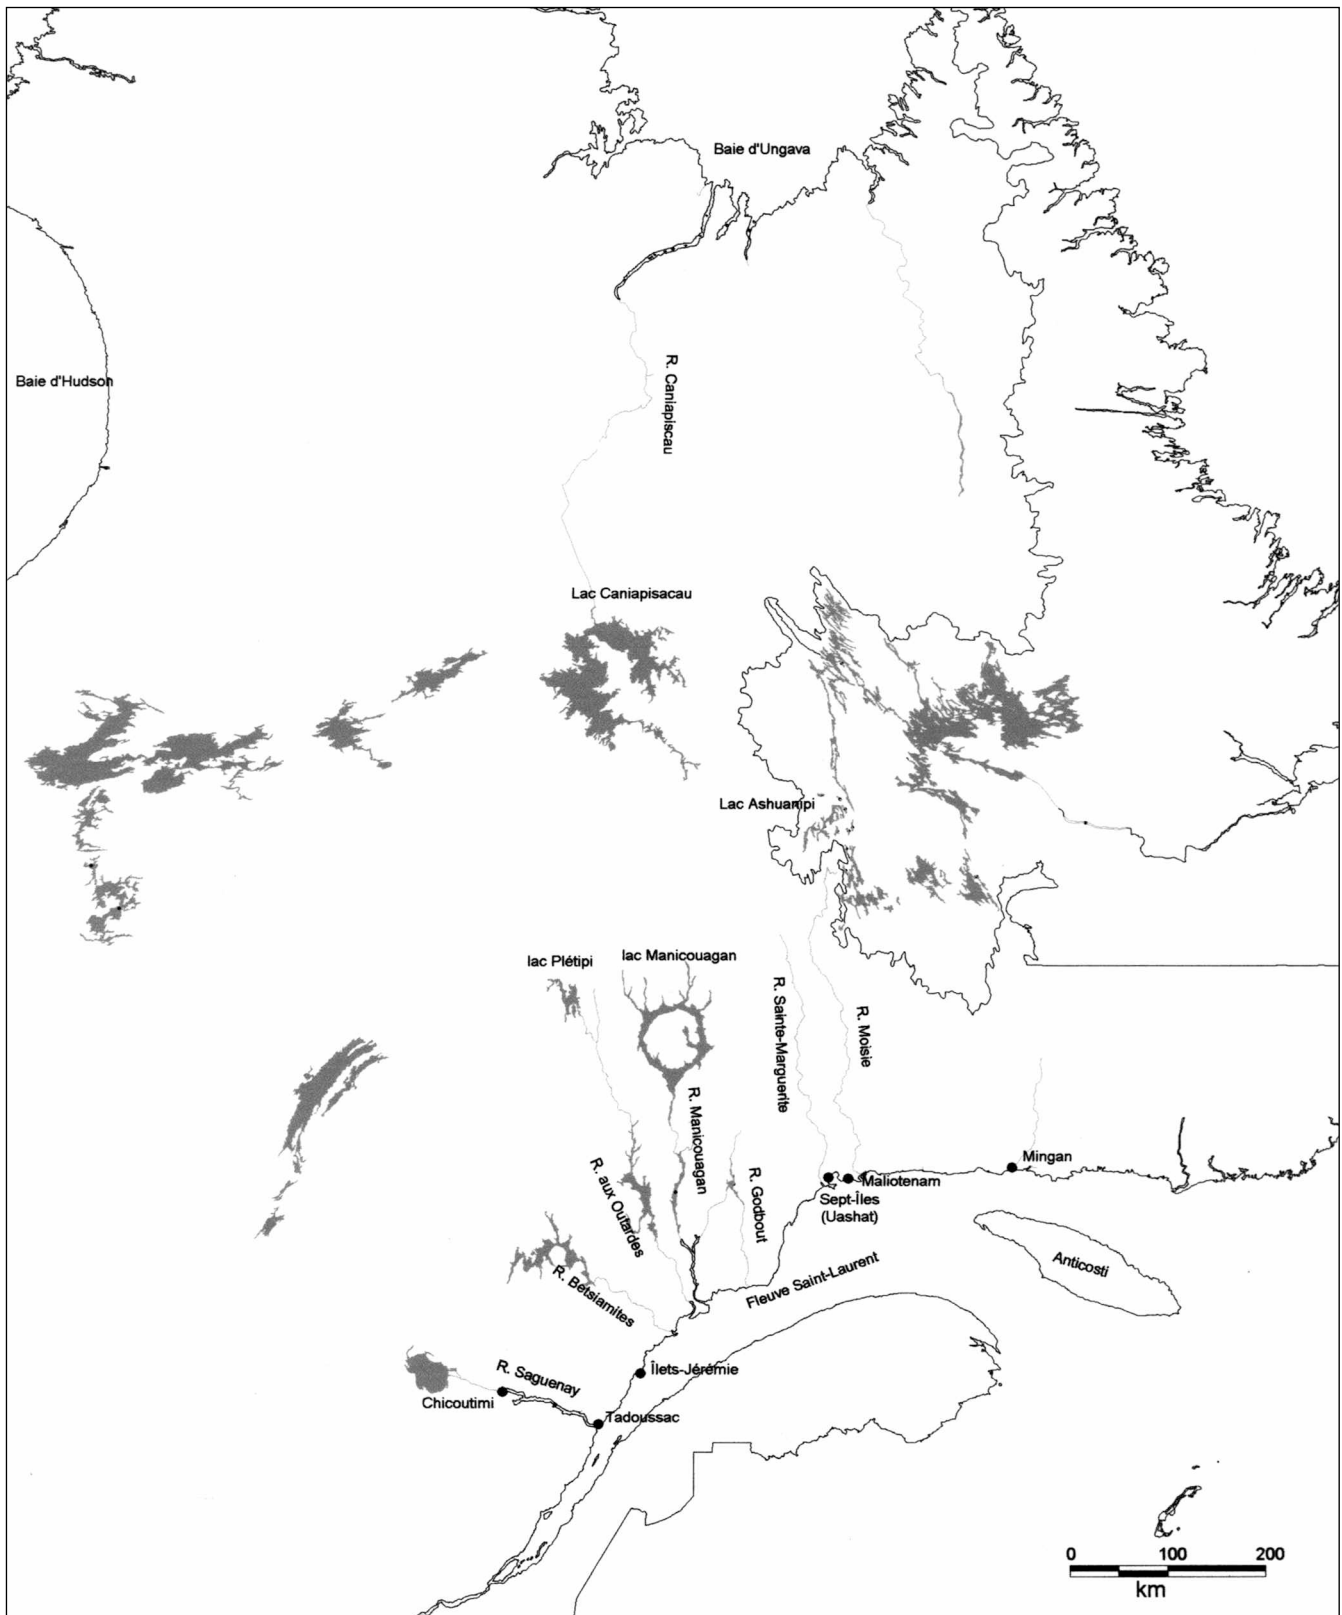 Baie d'Ungava
Baie d'Hudson
R. Caniapiscau
Lac Caniapisacau
Lac Ashuampi
lac Plétipi
lac Manicouagan
R. Sainte-Marguerite
R. Moisie
R. Manicouagan
R. aux Outardes
R. Godbout
Mingan
Maliotenam
Sept-Îles
(Uashat)
R. Betsiamites
Fleuve Saint-Laurent
Anticosti
Îlets-Jérémie
R. Saguenay
Chicoutimi
Tadoussac
0 100 200
km